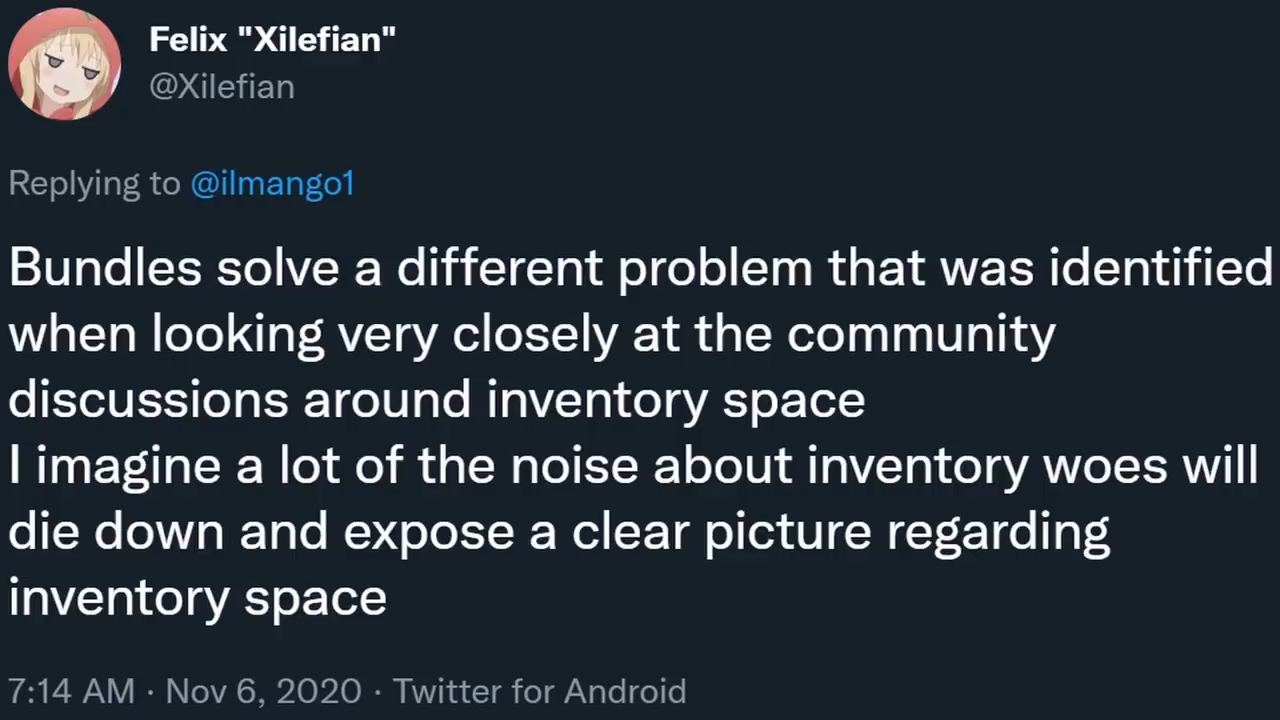 Felix "Xilefian"
@Xilefian
Replying to @ilmango1
Bundles solve a different problem that was identified
when looking very closely at the community
discussions around inventory space
I imagine a lot of the noise about inventory woes will
die down and expose a clear picture regarding
inventory space
7:14 AM · Nov 6, 2020 · Twitter for Android